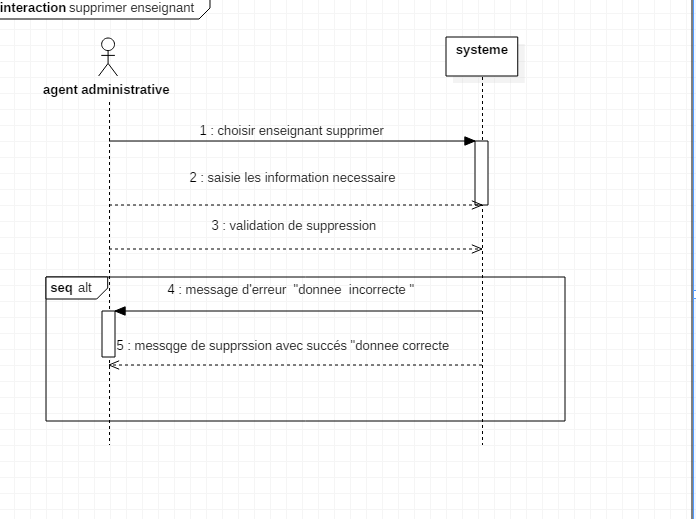 interaction supprimer enseignant
systeme
agent administrative
1 : choisir enseignant supprimer
2 : saisie les information necessaire
3 : validation de suppression
seq alt
4 : message d'erreur "donnee incorrecte "
5 : messqge de supprssion avec succés "donnee correcte